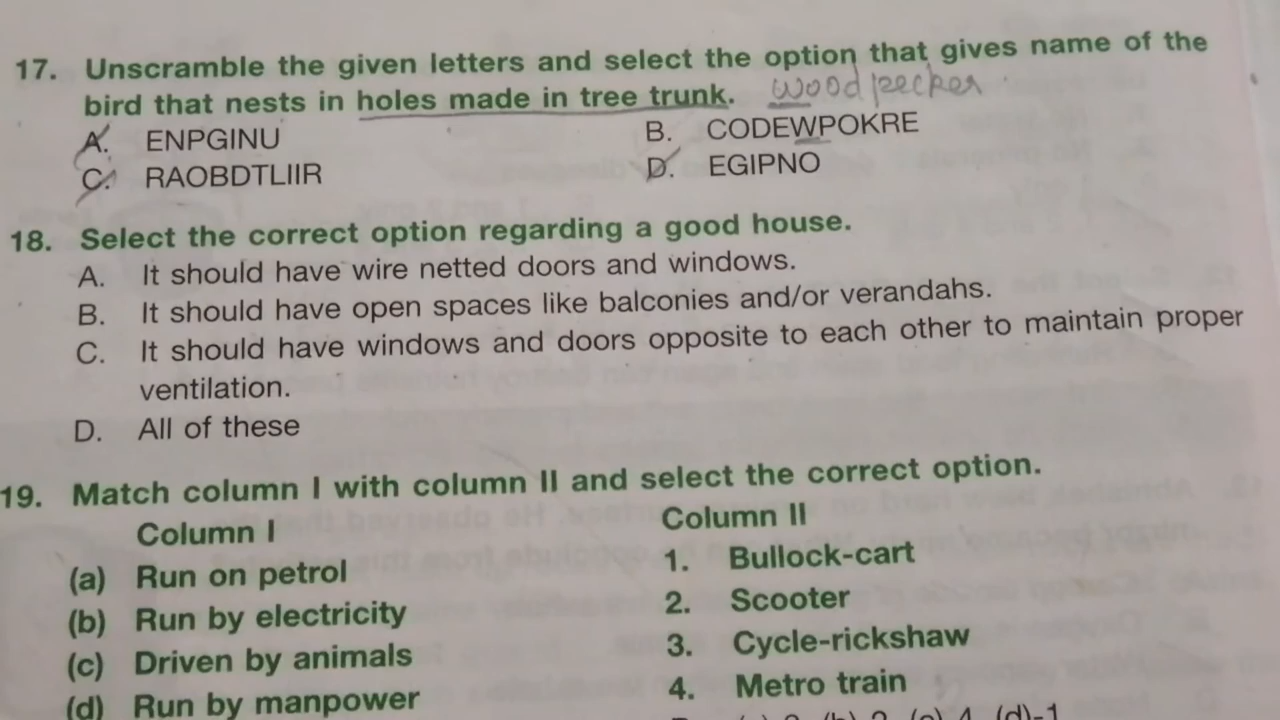 17. Unscramble the given letters and select the option that gives name of the
bird that nests in holes made in tree trunk. woodpecker
A. ENPGINU B. CODEWPOKRE
C. RAOBDTLIIR D. EGIPNO
18. Select the correct option regarding a good house.
A. It should have wire netted doors and windows.
B. It should have open spaces like balconies and/or verandahs.
C. It should have windows and doors opposite to each other to maintain proper
ventilation.
D. All of these
19. Match column I with column II and select the correct option.
Column I Column II
(a) Run on petrol 1. Bullock-cart
(b) Run by electricity 2. Scooter
(c) Driven by animals 3. Cycle-rickshaw
(d) Run by manpower 4. Metro train
(d)-1